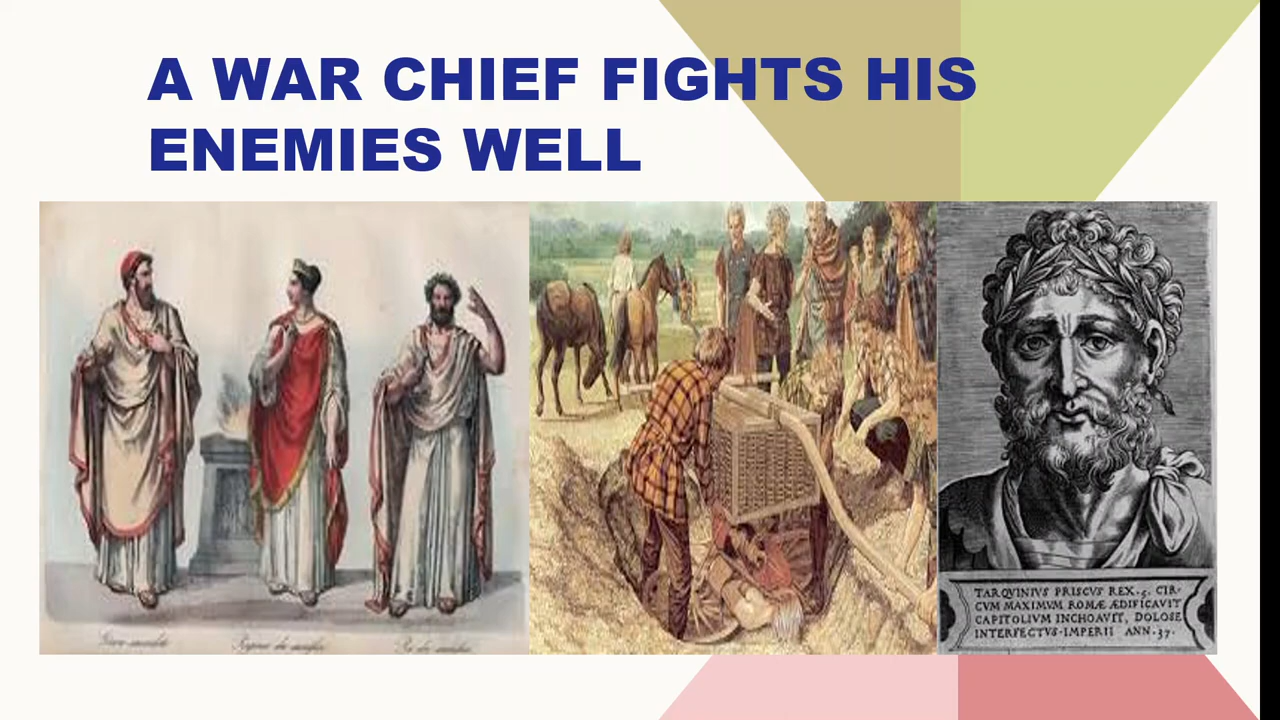 A WAR CHIEF FIGHTS HIS
ENEMIES WELL
TARQVINIVS PRISCVS REX.5. CIR-
CVM MAXIMVM ROMÆ ÆDIFICAVIT
CAPITOLIVM INCHOAVIT, DOLOSE
INTERFECTVS·IMPERII ANN.37.